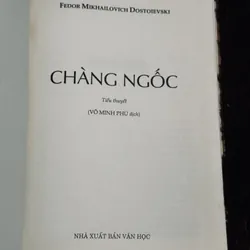 FEDOR MIKHAILOVICH DOSTOIEVSKI
CHÀNG NGỐC
Tiểu thuyết
(VÕ MINH PHÚ dịch)
NHÀ XUẤT BẢN VĂN HỌC